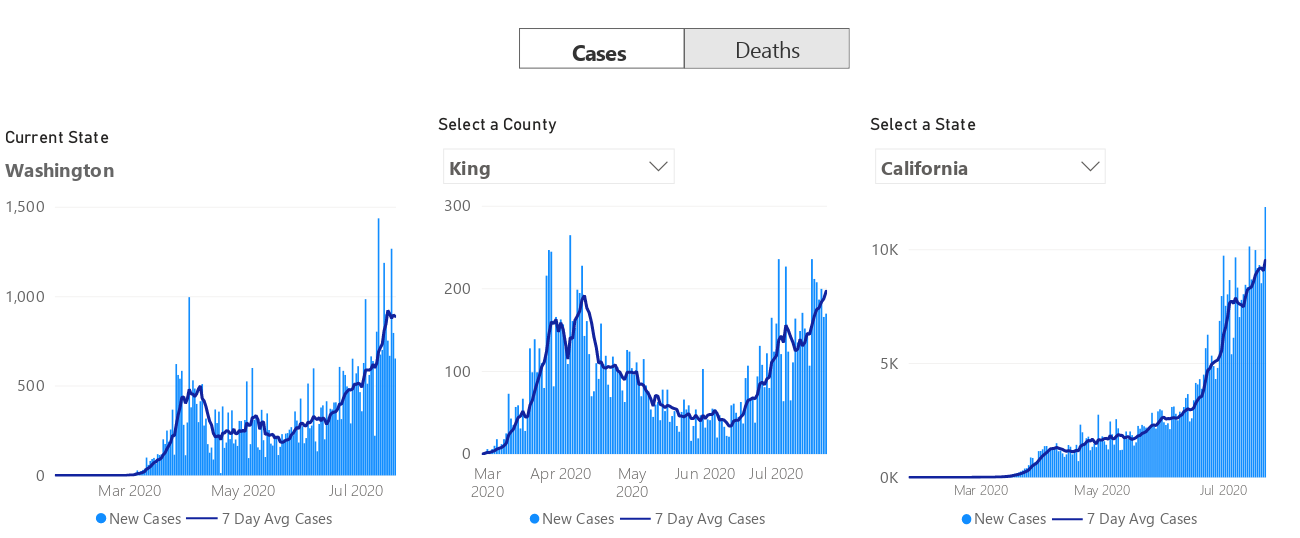 Cases
Deaths
Current State
Washington
1,500
1,000
500
0
Mar 2020
May 2020
Jul 2020
New Cases
7 Day Avg Cases
Select a County
King
300
200
100
0
Mar
2020
Apr 2020
May
2020
Jun 2020
Jul 2020
New Cases
7 Day Avg Cases
Select a State
California
10K
5K
0K
Mar 2020
May 2020
Jul 2020
New Cases
7 Day Avg Cases